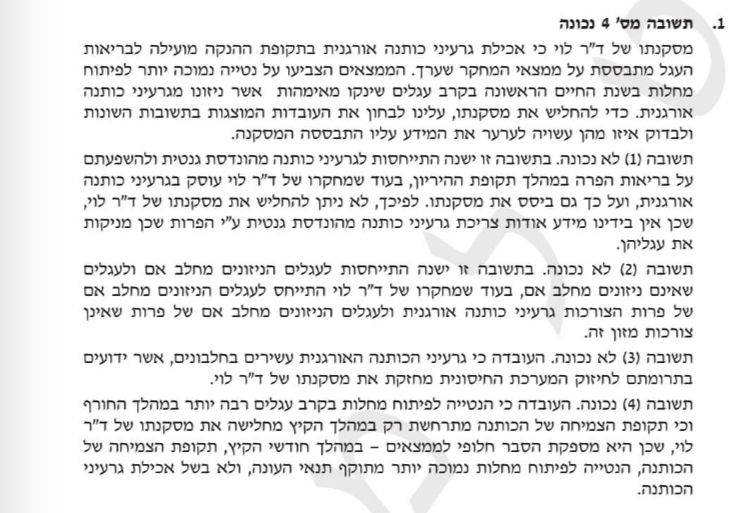 1. תשובה מס' 4 נכונה
מסקנתו של ד"ר לוי כי אכילת גרעיני כותנה אורגנית בתקופת ההנקה מועילה לבריאות
העגל מתבססת על ממצאי המחקר שערך. הממצאים הצביעו על נטייה נמוכה יותר לפיתוח
מחלות בשנת החיים הראשונה בקרב עגלים שינקו מאימהות אשר ניזונו מגרעיני כותנה
אורגנית. כדי להחליש את מסקנתו, עלינו לבחון את העובדות המוצגות בתשובות השונות
ולבדוק איזו מהן עשויה לערער את המידע עליו התבססה המסקנה.
תשובה (1) לא נכונה. בתשובה זו ישנה התייחסות לגרעיני כותנה מהונדסת גנטית ולהשפעתם
על בריאות הפרה במהלך תקופת ההיריון, בעוד שמחקרו של ד"ר לוי עוסק בגרעיני כותנה
אורגנית, ועל כך גם ביסס את מסקנתו. לפיכך, לא ניתן להחליש את מסקנתו של ד"ר לוי,
שכן אין בידינו מידע אודות צריכת גרעיני כותנה מהונדסת גנטית ע"י הפרות שכן מניקות
את עגליהן.
תשובה (2) לא נכונה. בתשובה זו ישנה התייחסות לעגלים הניזונים מחלב אם ולעגלים
שאינם ניזונים מחלב אם, בעוד שמחקרו של ד"ר לוי התייחס לעגלים הניזונים מחלב אם
של פרות הצורכות גרעיני כותנה אורגנית ולעגלים הניזונים מחלב אם של פרות שאינן
צורכות מזון זה.
תשובה (3) לא נכונה. העובדה כי גרעיני הכותנה האורגנית עשירים בחלבונים, אשר ידועים
בתרומתם לחיזוק המערכת החיסונית מחזקת את מסקנתו של ד"ר לוי.
תשובה (4) נכונה. העובדה כי הנטייה לפיתוח מחלות בקרב עגלים רבה יותר במהלך החורף
וכי תקופת הצמיחה של הכותנה מתרחשת רק במהלך הקיץ מחלישה את מסקנתו של ד"ר
לוי, שכן היא מספקת הסבר חלופי לממצאים – במהלך חודשי הקיץ, תקופת הצמיחה של
הכותנה, הנטייה לפיתוח מחלות נמוכה יותר מתוקף תנאי העונה, ולא בשל אכילת גרעיני
הכותנה.